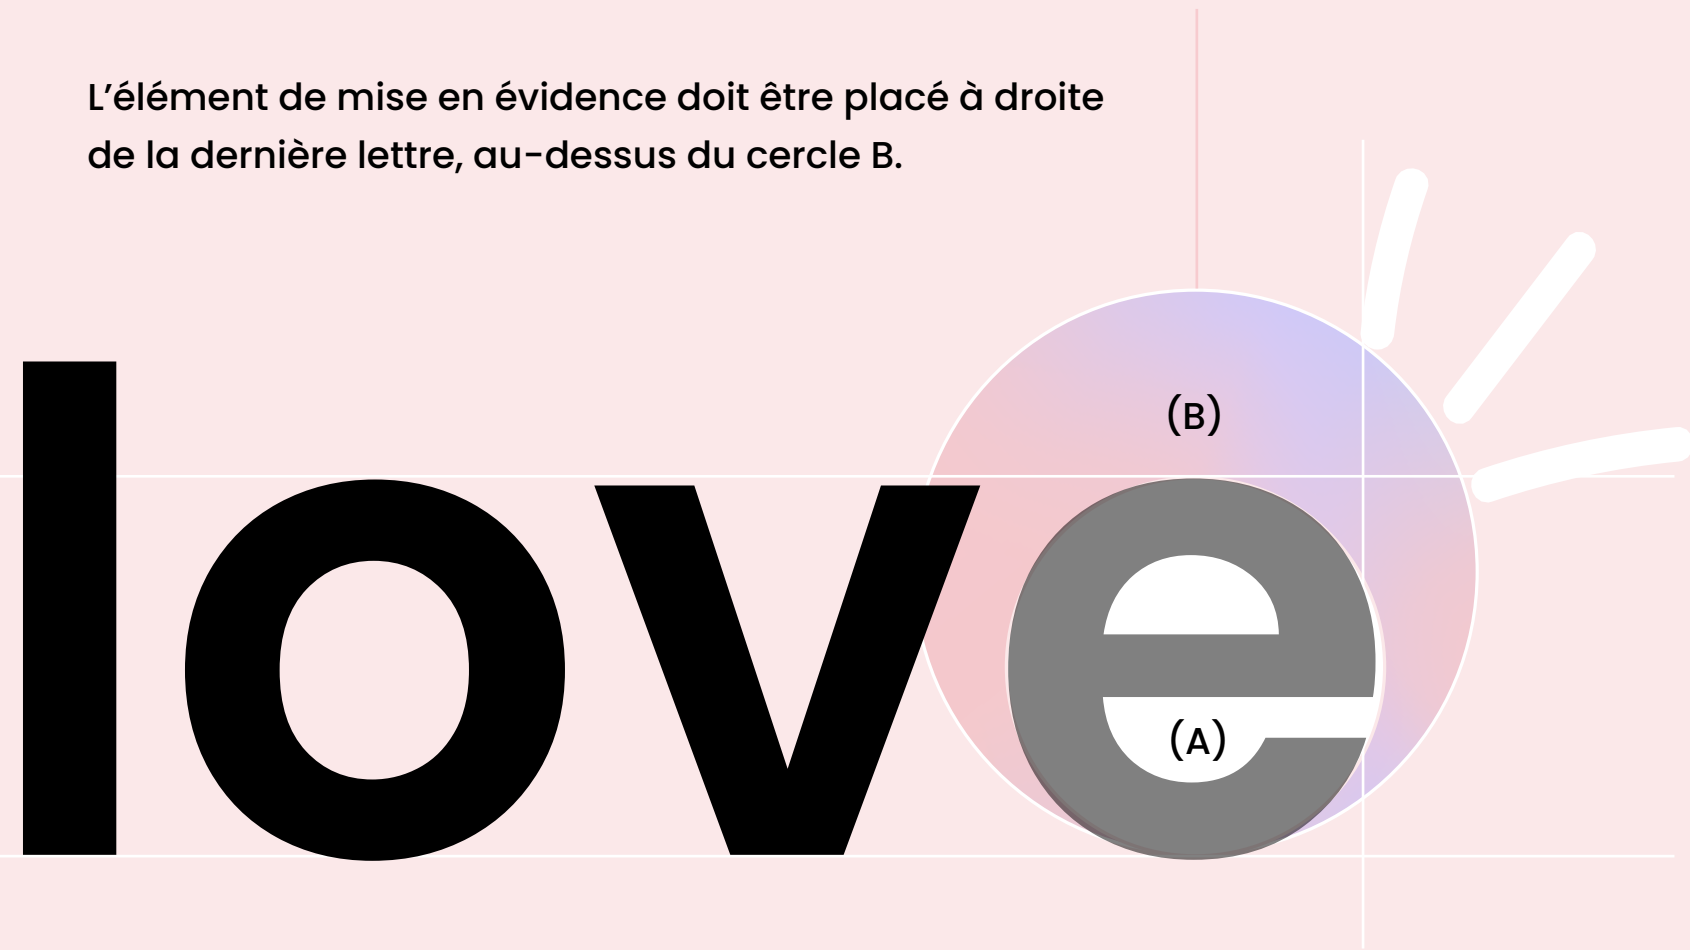 L’élément de mise en évidence doit être placé à droite
de la dernière lettre, au-dessus du cercle B.
(B)
love
(A)